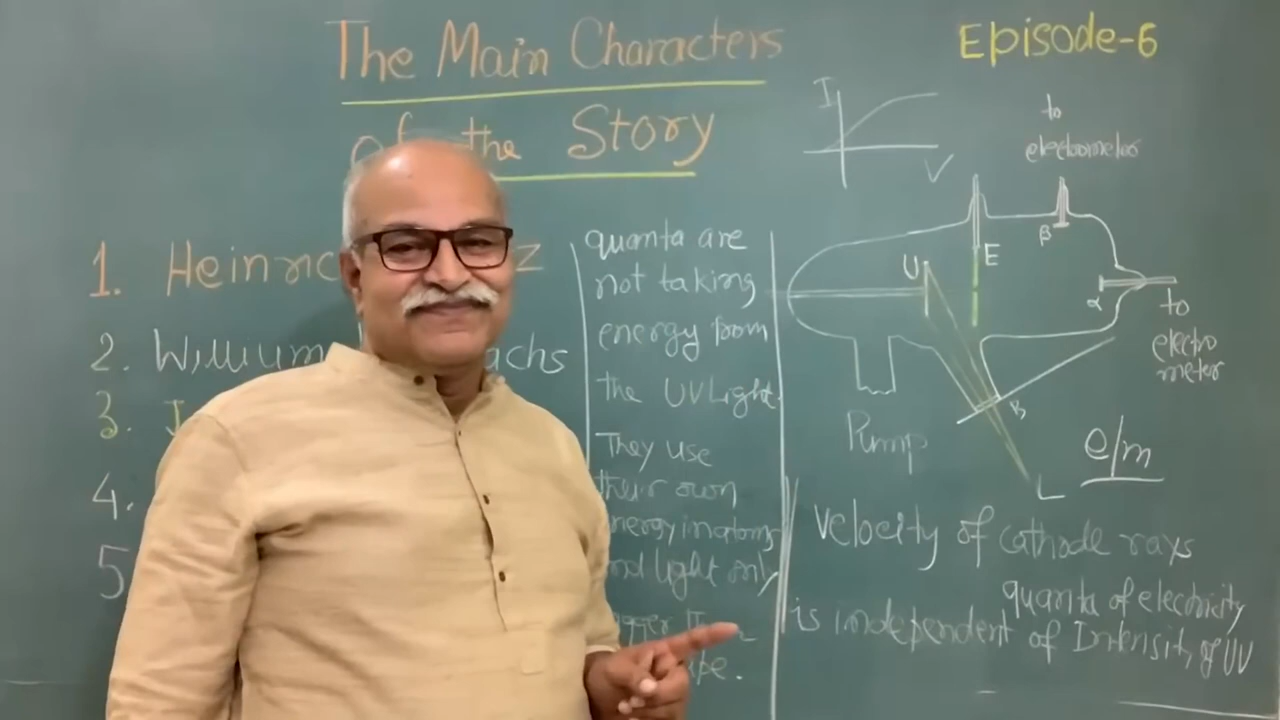 The Main Characters
of the Story
Episode-6
1. Heinric z
2. William achs
3. J
4.
5
quanta are
not taking
energy from
the UV Light.
They use
their own
energy in atoms
and light only
be.
I
V
to
electrometer
E
β
U
α
to
electro
meter
B
L
Pump
e/m
velocity of cathode rays
quanta of electricity
is independent of Intensity of UV